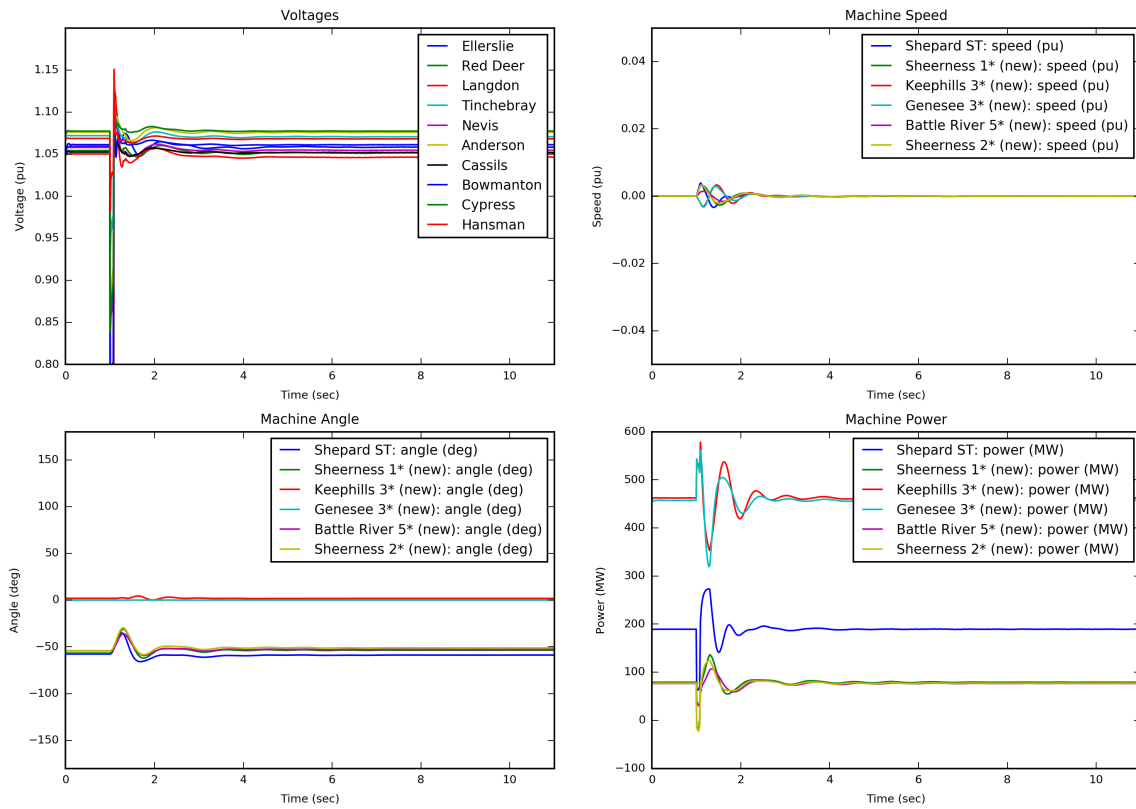 Voltages
1.15
1.10
1.05
1.00
0.95
0.90
0.85
0.80
Voltage (pu)
0 2 4 6 8 10
Time (sec)
Ellerslie
Red Deer
Langdon
Tinchebray
Nevis
Anderson
Cassils
Bowmanton
Cypress
Hansman
Machine Speed
0.04
0.02
0.00
−0.02
−0.04
Speed (pu)
0 2 4 6 8 10
Time (sec)
Shepard ST: speed (pu)
Sheerness 1* (new): speed (pu)
Keephills 3* (new): speed (pu)
Genesee 3* (new): speed (pu)
Battle River 5* (new): speed (pu)
Sheerness 2* (new): speed (pu)
Machine Angle
150
100
50
0
−50
−100
−150
Angle (deg)
0 2 4 6 8 10
Time (sec)
Shepard ST: angle (deg)
Sheerness 1* (new): angle (deg)
Keephills 3* (new): angle (deg)
Genesee 3* (new): angle (deg)
Battle River 5* (new): angle (deg)
Sheerness 2* (new): angle (deg)
Machine Power
600
500
400
300
200
100
0
−100
Power (MW)
0 2 4 6 8 10
Time (sec)
Shepard ST: power (MW)
Sheerness 1* (new): power (MW)
Keephills 3* (new): power (MW)
Genesee 3* (new): power (MW)
Battle River 5* (new): power (MW)
Sheerness 2* (new): power (MW)